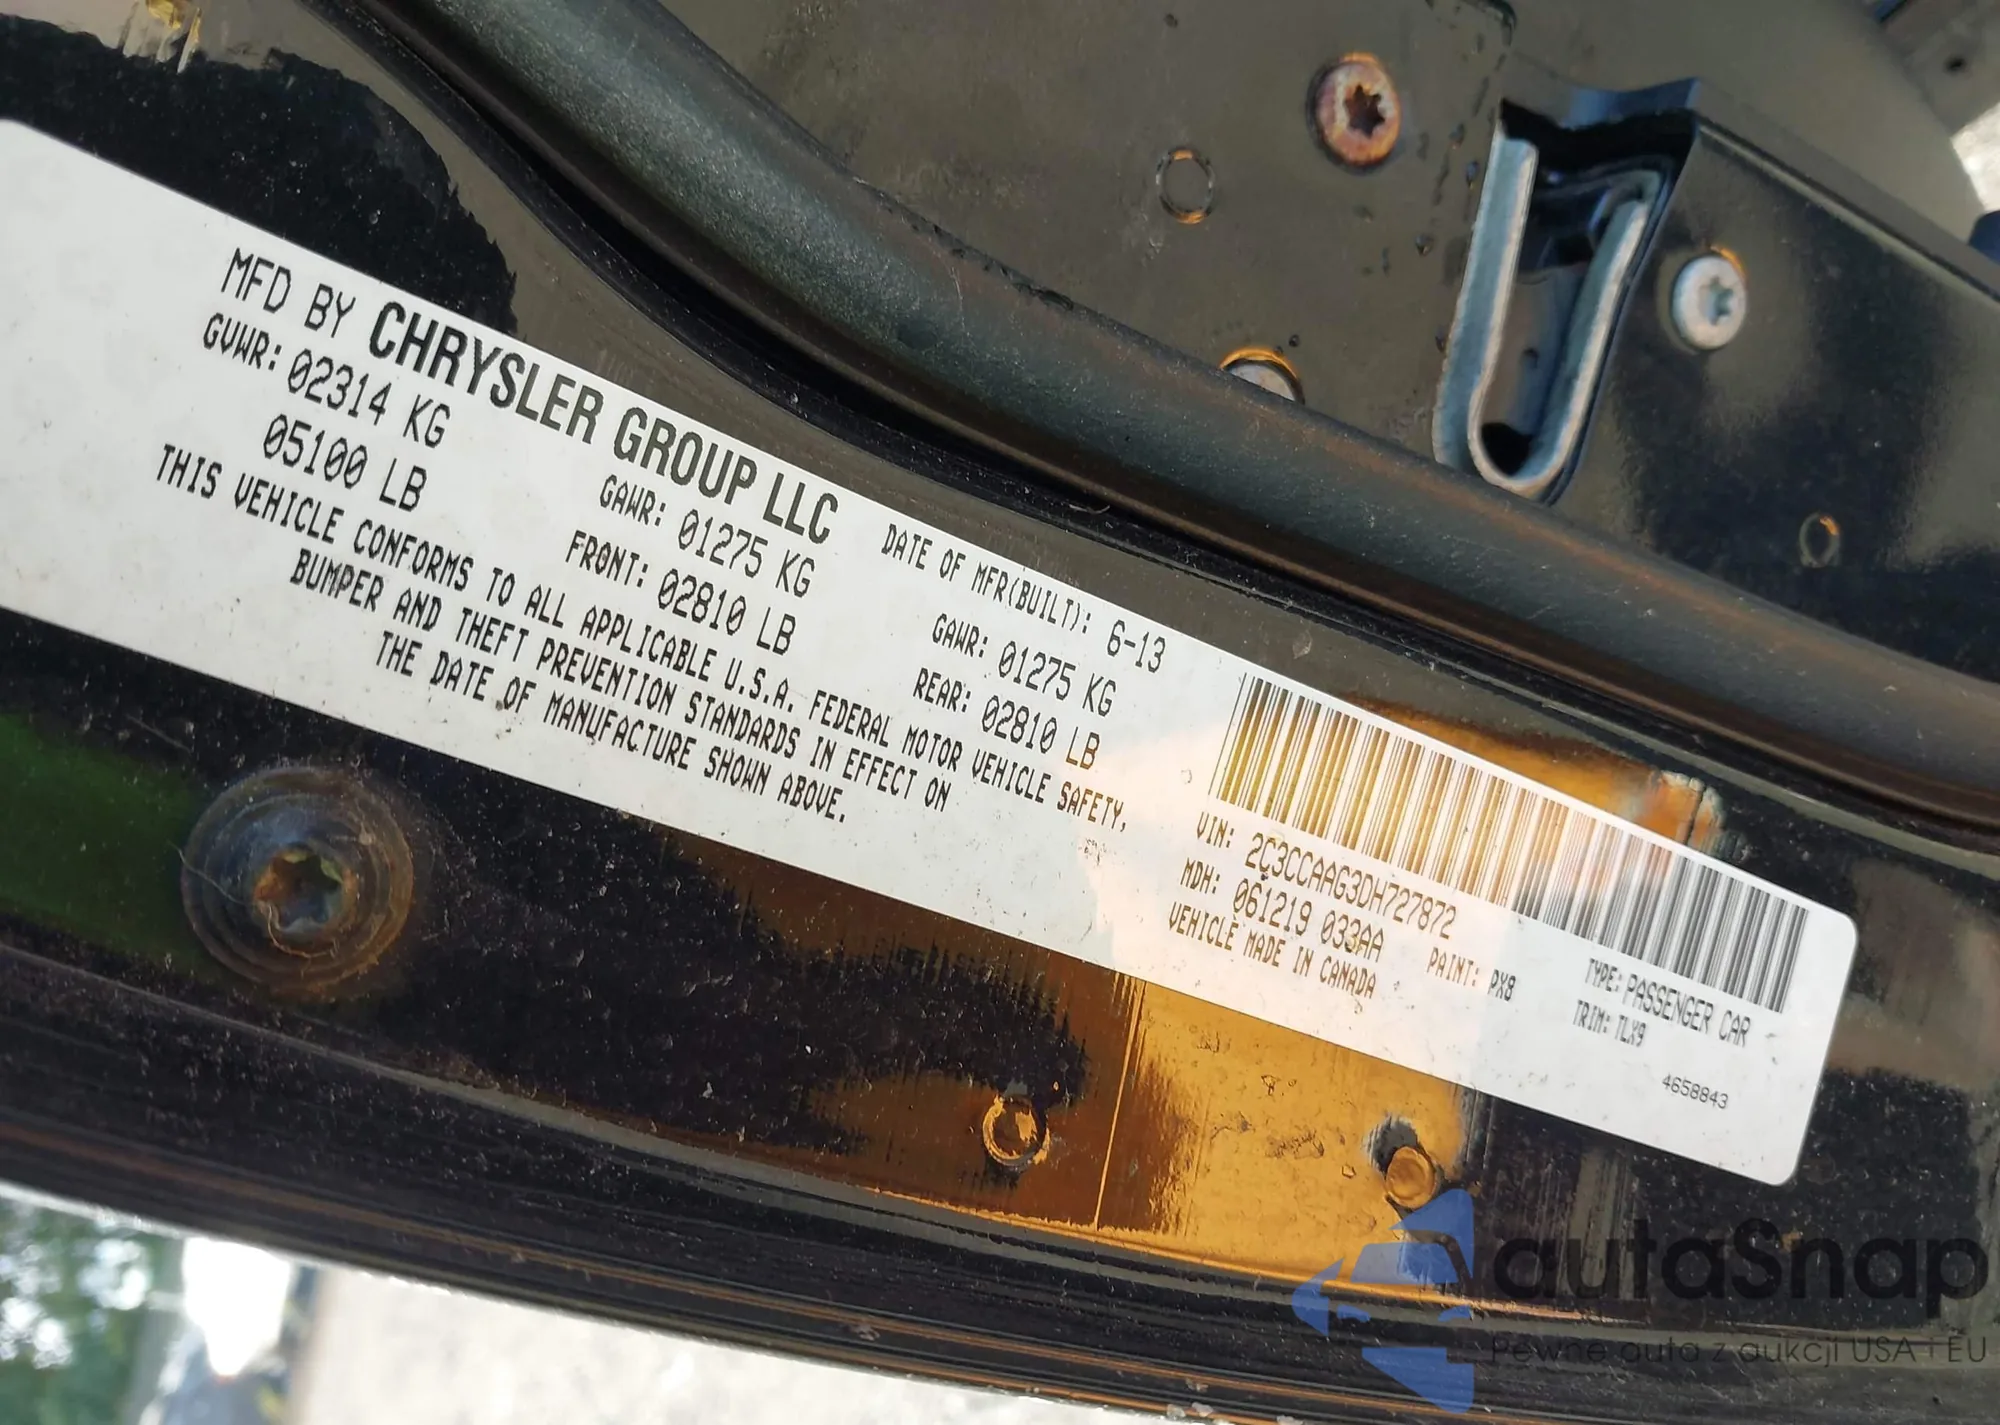 MFD BY CHRYSLER GROUP LLC
DATE OF MFR(BUILT): 6-13
GVWR: 02314 KG
05100 LB
GAWR: 01275 KG
FRONT: 02810 LB
GAWR: 01275 KG
REAR: 02810 LB
THIS VEHICLE CONFORMS TO ALL APPLICABLE U.S.A. FEDERAL MOTOR VEHICLE SAFETY,
BUMPER AND THEFT PREVENTION STANDARDS IN EFFECT ON
THE DATE OF MANUFACTURE SHOWN ABOVE.
VIN: 2C3CCAAG3DH727872
TYPE: PASSENGER CAR
MDH: 061219 033AA
PAINT: PX8
TRIM: TLX9
VEHICLE MADE IN CANADA
4658843
autaSnap
Pewne auta z aukcji USA i EU